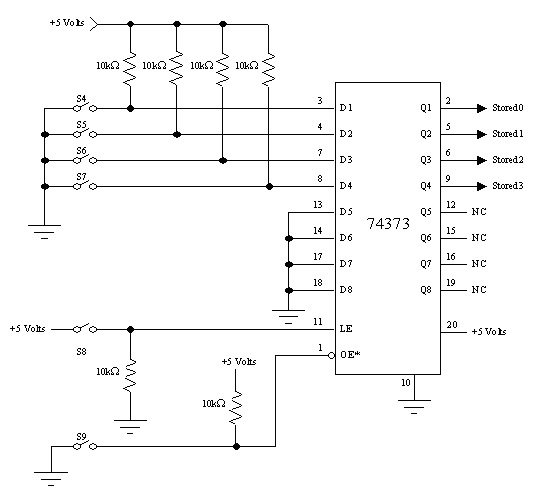 +5 Volts
10kΩ 10kΩ 10kΩ 10kΩ
S4 3 D1 Q1 2 Stored0
S5 4 D2 Q2 5 Stored1
S6 7 D3 Q3 6 Stored2
S7 8 D4 Q4 9 Stored3
13 D5 Q5 12 NC
74373
14 D6 Q6 15 NC
17 D7 Q7 16 NC
18 D8 Q8 19 NC
+5 Volts S8 11 LE 20 +5 Volts
1 OE*
10kΩ
+5 Volts
10kΩ
10
S9